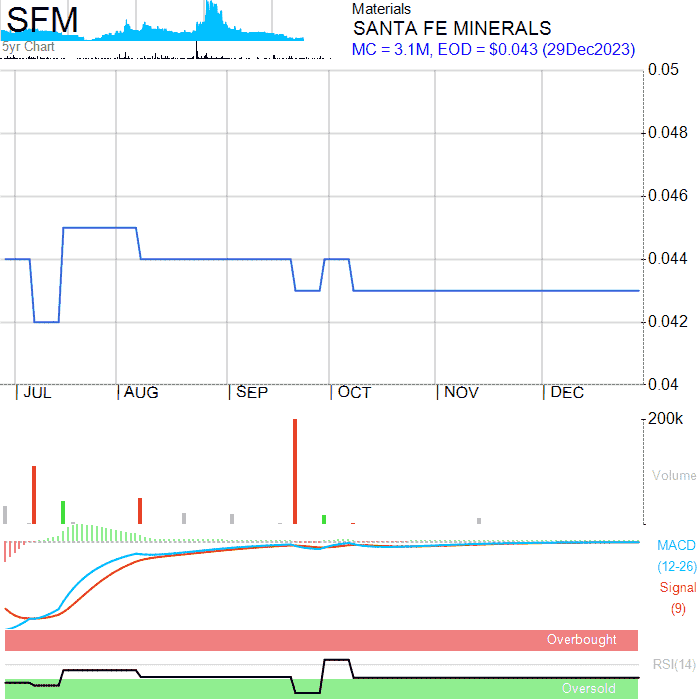 SFM
5yr Chart
Materials
SANTA FE MINERALS
MC = 3.1M, EOD = $0.043 (29Dec2023)
0.05
0.048
0.046
0.044
0.042
0.04
JUL AUG SEP OCT NOV DEC
200k
Volume
MACD
(12-26)
Signal
(9)
Overbought
RSI(14)
Oversold